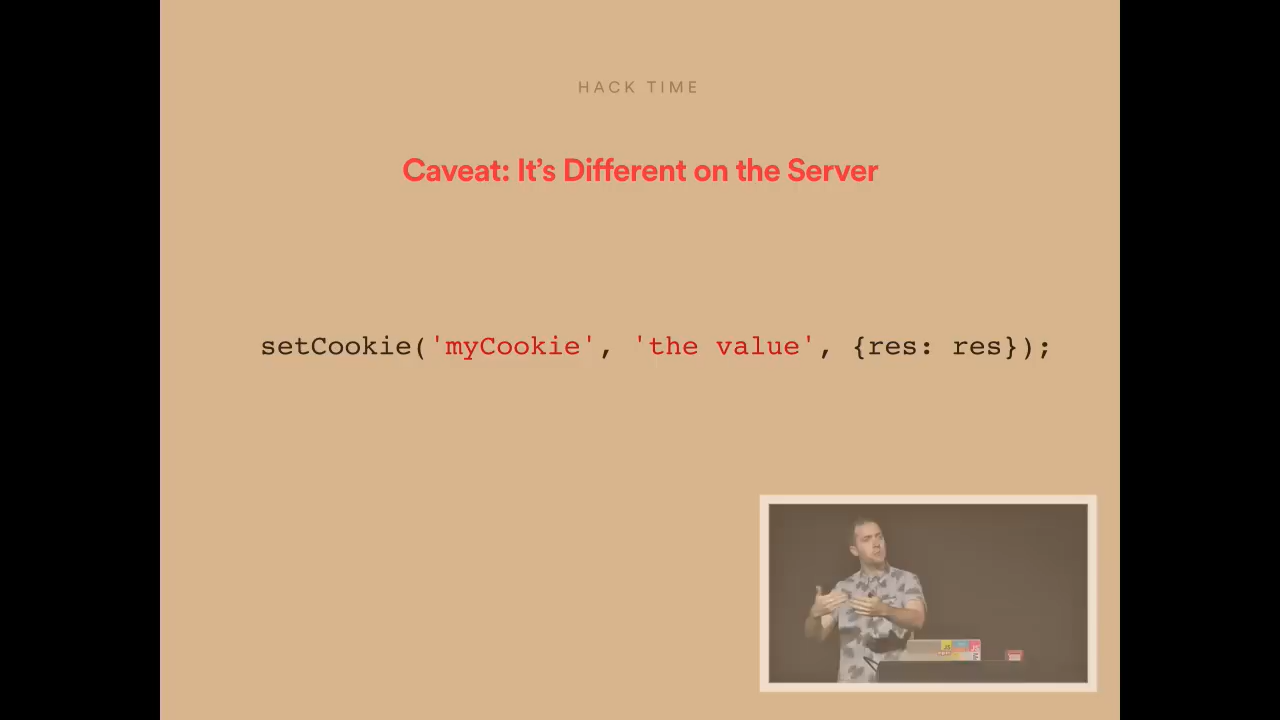 HACK TIME
Caveat: It’s Different on the Server
setCookie('myCookie', 'the value', {res: res});